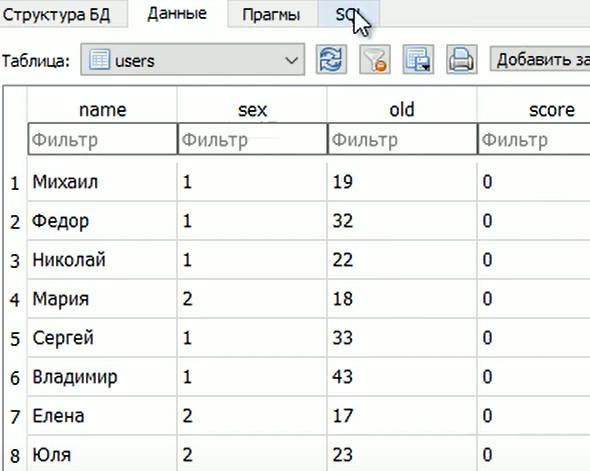 Структура БД Данные Прагмы SQL
Таблица: users Добавить за
name sex old score
Фильтр Фильтр Фильтр Фильтр
1 Михаил 1 19 0
2 Федор 1 32 0
3 Николай 1 22 0
4 Мария 2 18 0
5 Сергей 1 33 0
6 Владимир 1 43 0
7 Елена 2 17 0
8 Юля 2 23 0